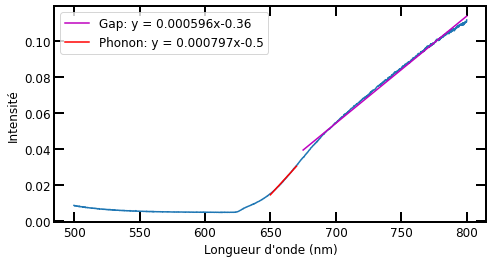 Gap: y = 0.000596x-0.36
Phonon: y = 0.000797x-0.5
0.10
0.08
0.06
0.04
0.02
0.00
Intensité
500 550 600 650 700 750 800
Longueur d'onde (nm)